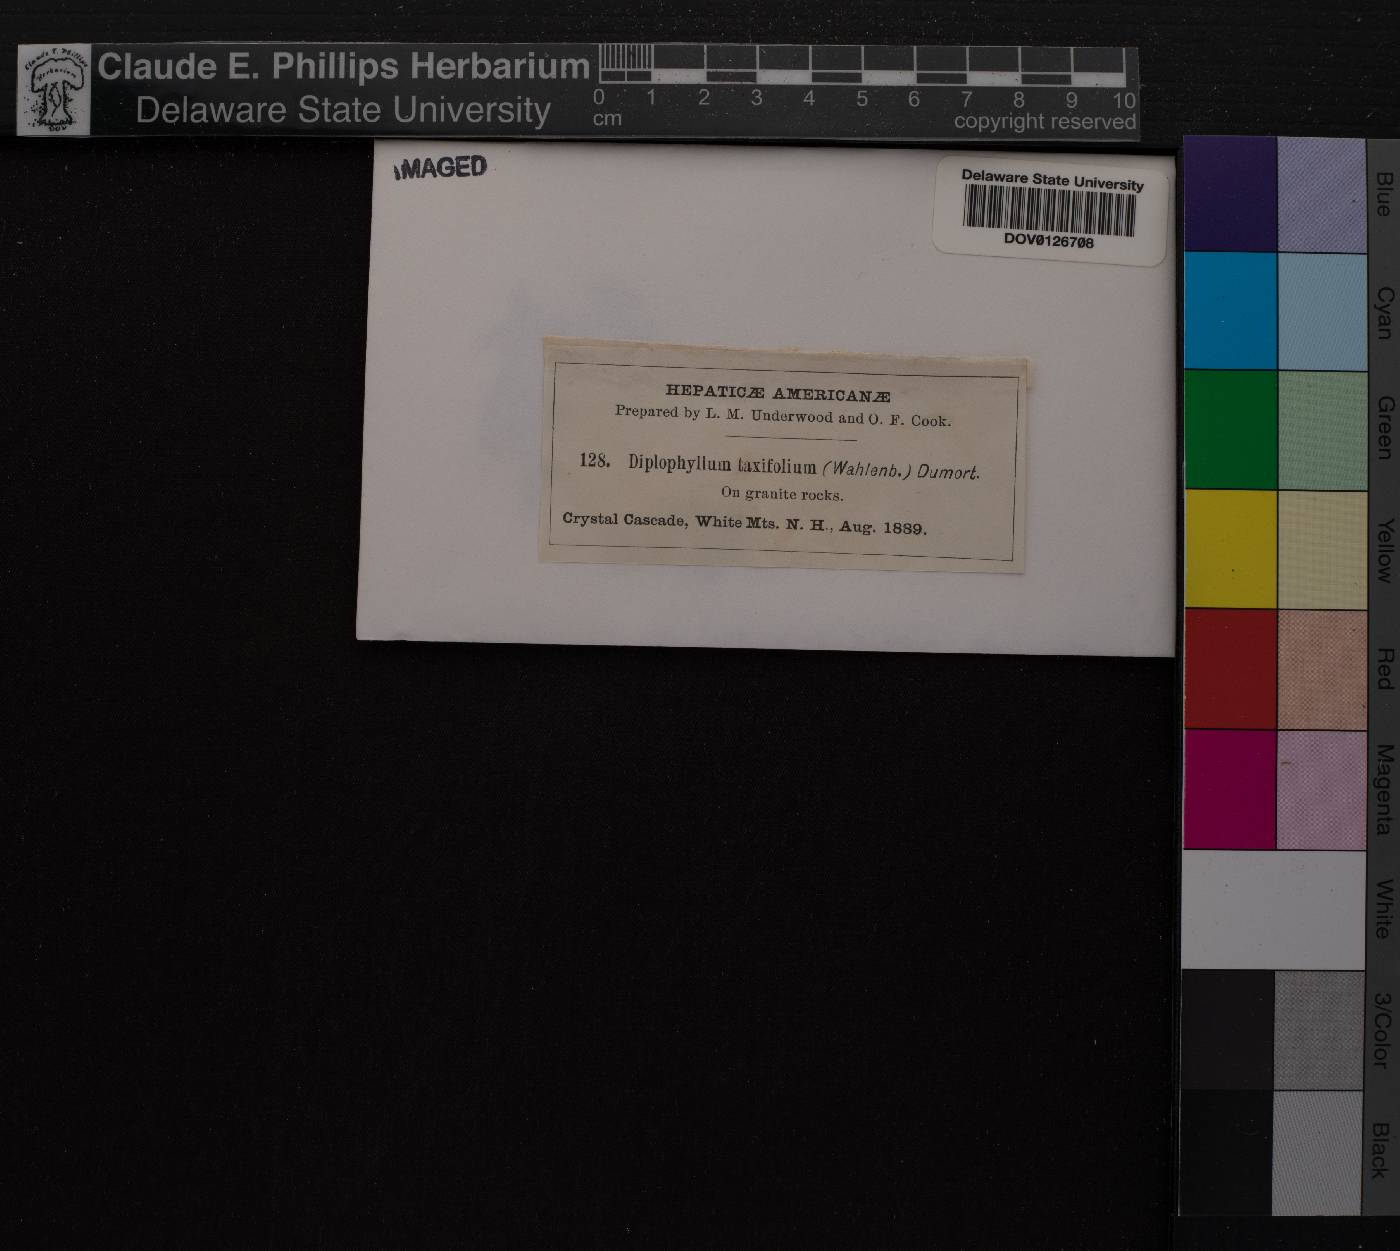 Claude E. Phillips Herbarium
Delaware State University
0 1 2 3 4 5 6 7 8 9 10
cm
copyright reserved
IMAGED
Delaware State University
DOV0126708
HEPATICÆ AMERICANÆ
Prepared by L. M. Underwood and O. F. Cook.
128. Diplophyllum taxifolium (Wahlenb.) Dumort.
On granite rocks.
Crystal Cascade, White Mts. N. H., Aug. 1889.
Blue
Cyan
Green
Yellow
Red
Magenta
White
3/Color
Black